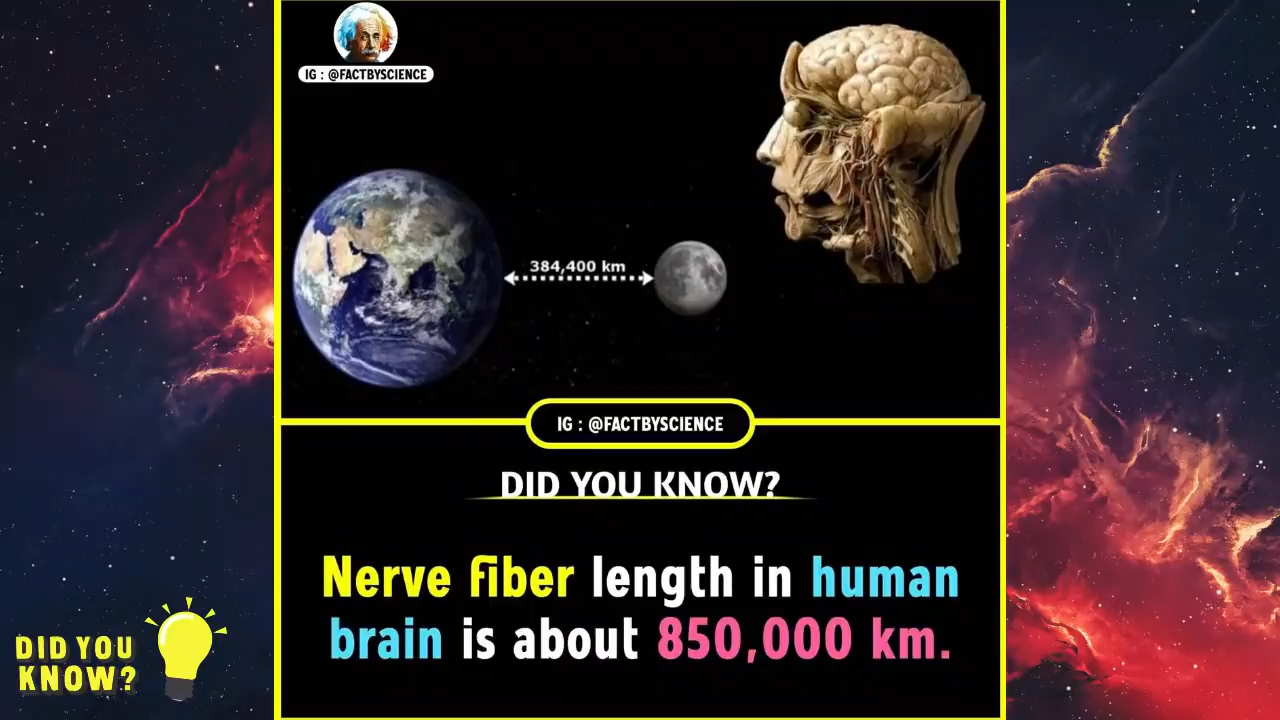 IG : @FACTBYSCIENCE
384,400 km
IG : @FACTBYSCIENCE
DID YOU KNOW?
Nerve fiber length in human
brain is about 850,000 km.
DID YOU
KNOW?